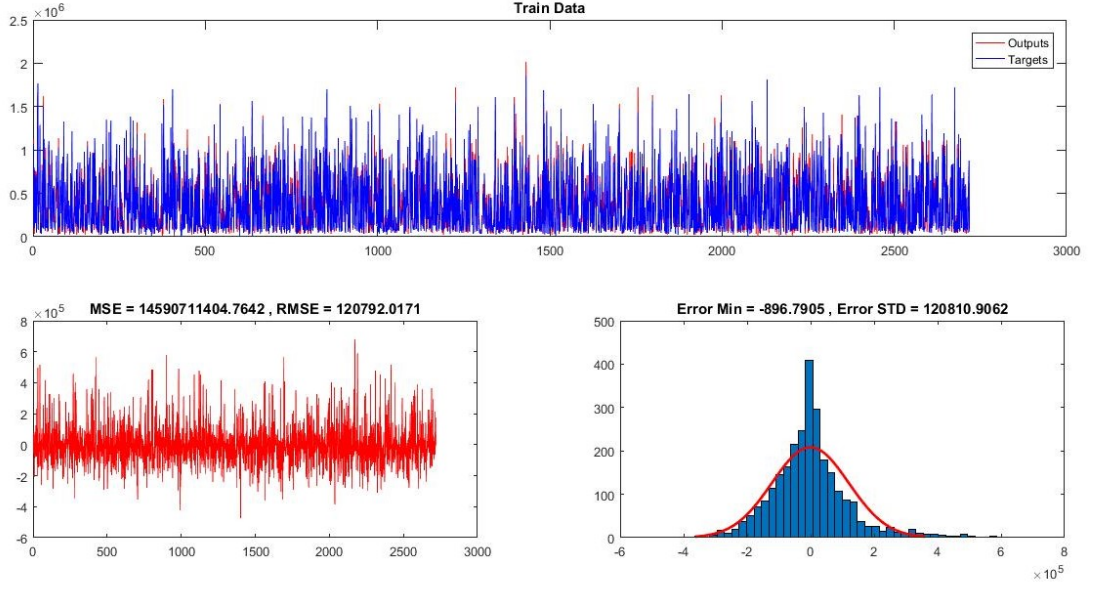 Train Data
×10^6
2.5
2
1.5
1
0.5
0
0 500 1000 1500 2000 2500 3000
Outputs
Targets
MSE = 14590711404.7642 , RMSE = 120792.0171
×10^5
8
6
4
2
0
-2
-4
-6
0 500 1000 1500 2000 2500 3000
Error Min = -896.7905 , Error STD = 120810.9062
500
400
300
200
100
0
-6 -4 -2 0 2 4 6 8
×10^5